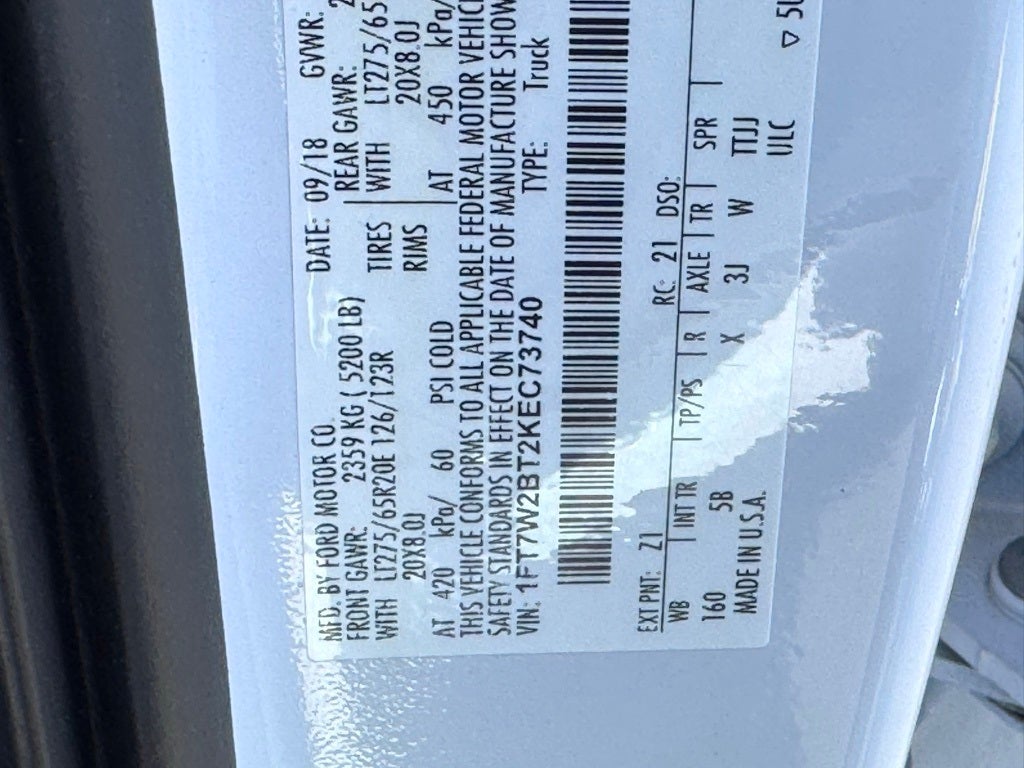 MFD. BY FORD MOTOR CO. DATE: 09/18 GVWR:
FRONT GAWR: 2359 KG ( 5200 LB) REAR GAWR: 2
WITH LT275/65R20E 126/123R TIRES WITH LT275/65
20X8.0J RIMS 20X8.0J
AT 420 kPa/ 60 PSI COLD AT 450 kPa/
THIS VEHICLE CONFORMS TO ALL APPLICABLE FEDERAL MOTOR VEHIC
SAFETY STANDARDS IN EFFECT ON THE DATE OF MANUFACTURE SHOW
VIN: 1FT7W2BT2KEC73740 TYPE: Truck
EXT PNT: Z1 RC: 21 DSO:
WB INT TR TP/PS R AXLE TR SPR
160 5B X 3J W TTJJ
MADE IN U.S.A. ULC
▽ 5U